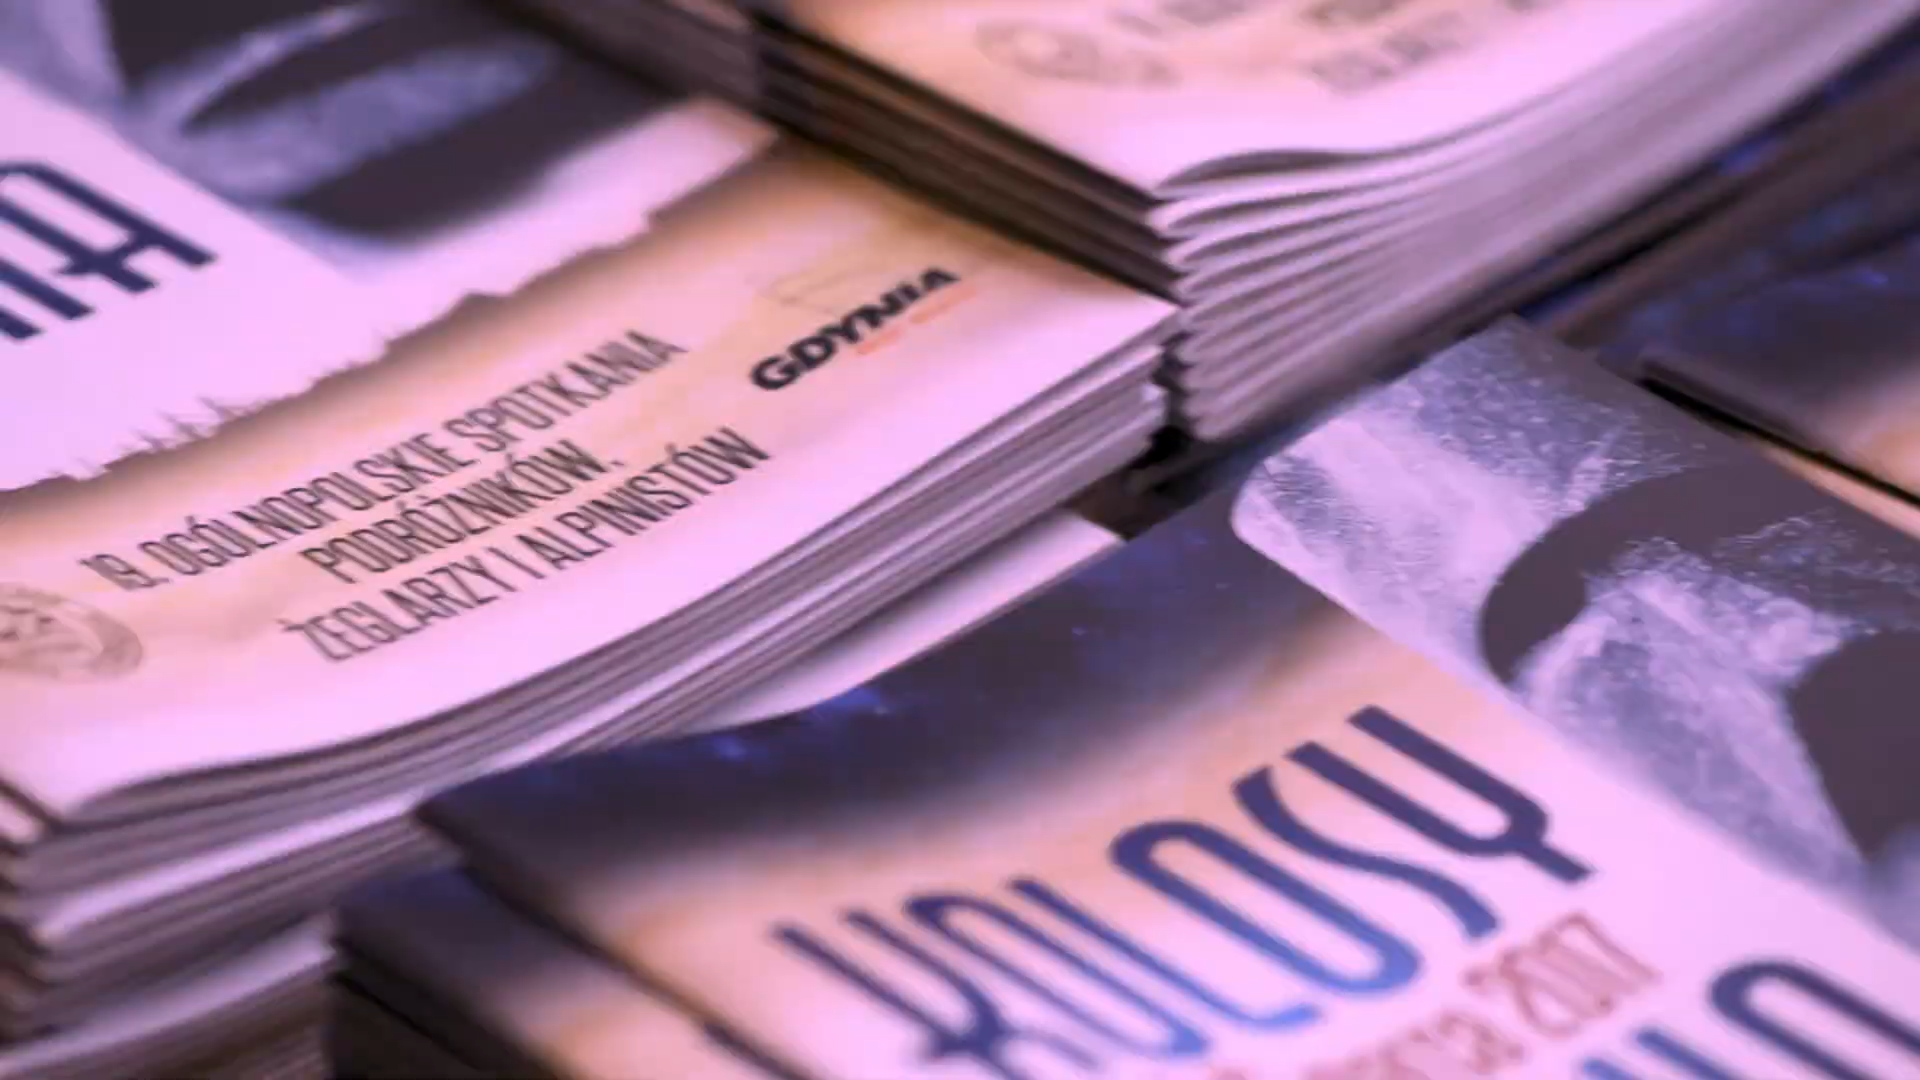 19. OGÓLNOPOLSKIE SPOTKANIA
PODRÓŻNIKÓW,
ŻEGLARZY I ALPINISTÓW
GDYNIA
KOLOSY
2017